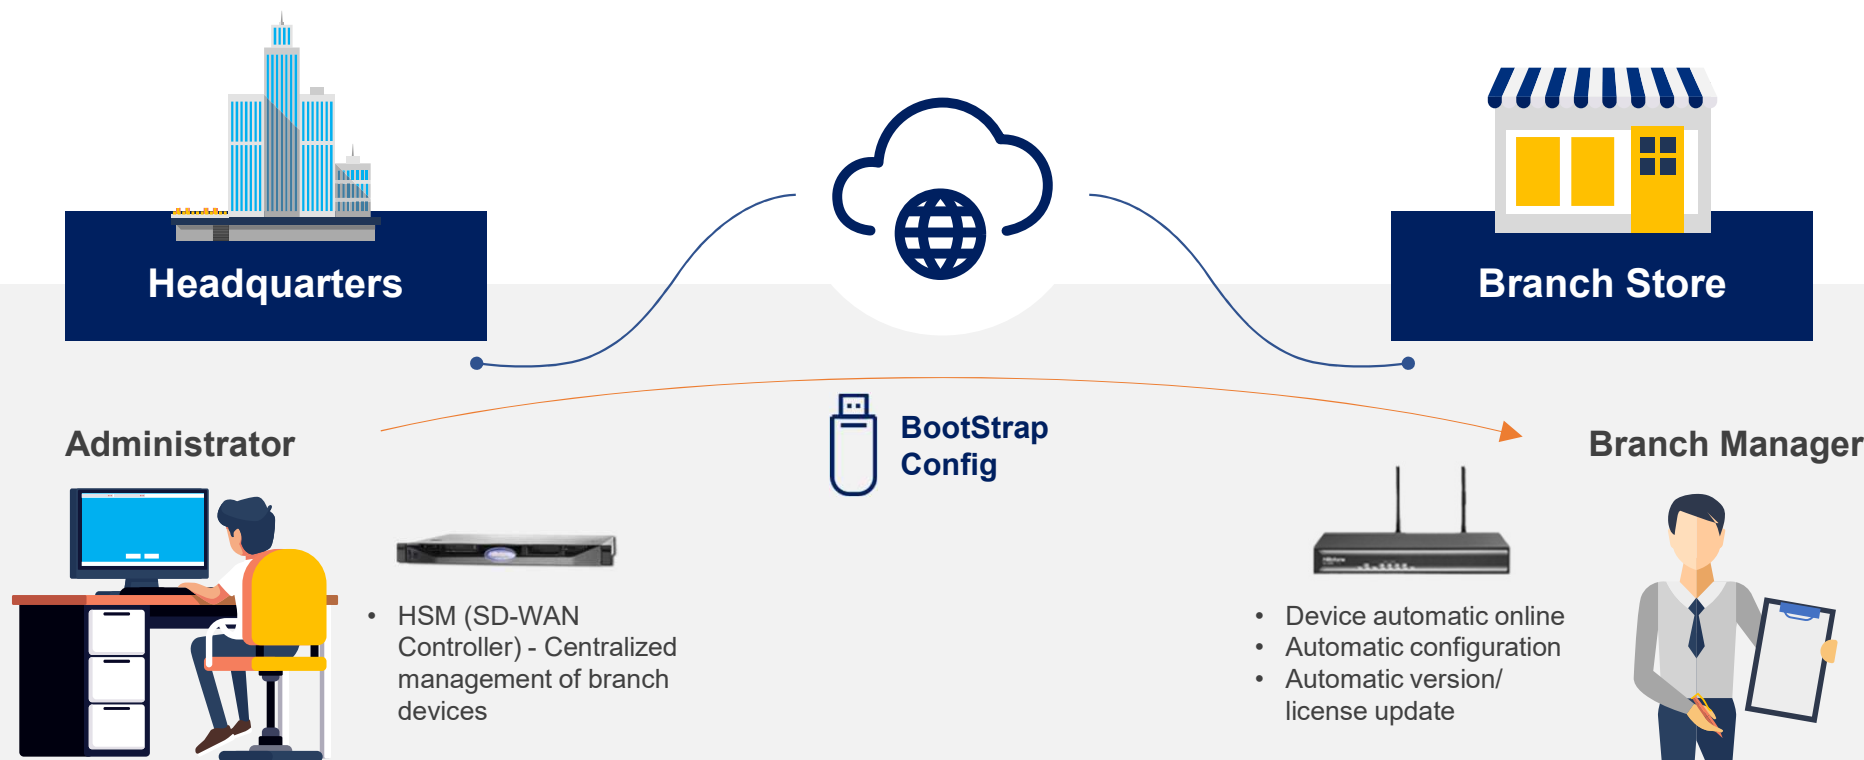 Headquarters
Branch Store
Administrator
BootStrap
Config
Branch Manager
• HSM (SD-WAN
Controller) - Centralized
management of branch
devices
• Device automatic online
• Automatic configuration
• Automatic version/
license update